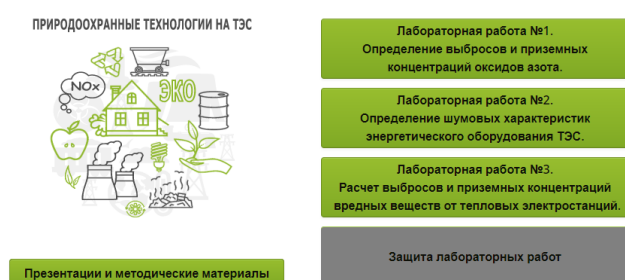 ПРИРОДООХРАННЫЕ ТЕХНОЛОГИИ НА ТЭС
NOx
ЭКО
Презентации и методические материалы
Лабораторная работа №1.
Определение выбросов и приземных
концентраций оксидов азота.
Лабораторная работа №2.
Определение шумовых характеристик
энергетического оборудования ТЭС.
Лабораторная работа №3.
Расчет выбросов и приземных концентраций
вредных веществ от тепловых электростанций.
Защита лабораторных работ